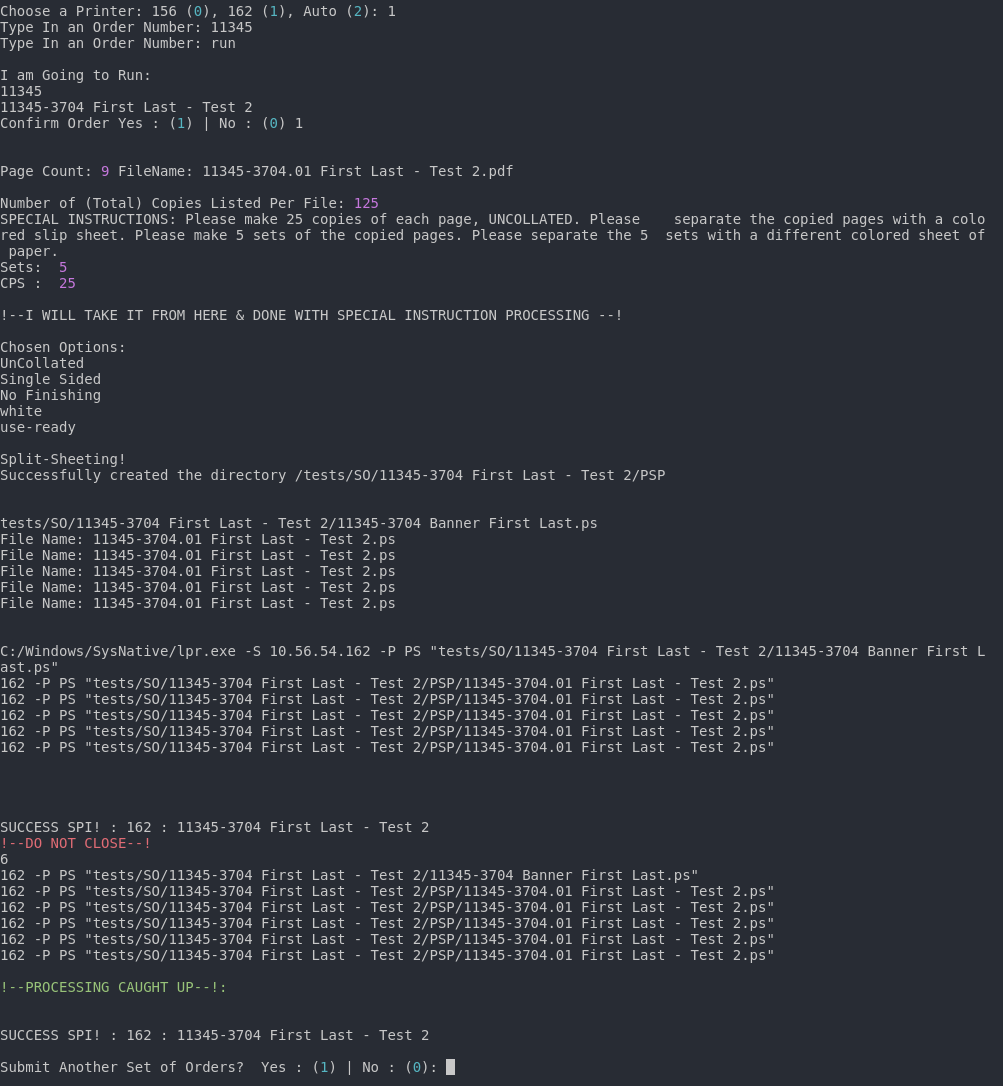 Choose a Printer: 156 (0), 162 (1), Auto (2): 1
Type In an Order Number: 11345
Type In an Order Number: run
I am Going to Run:
11345
11345-3704 First Last - Test 2
Confirm Order Yes : (1) | No : (0) 1
Page Count: 9 FileName: 11345-3704.01 First Last - Test 2.pdf
Number of (Total) Copies Listed Per File: 125
SPECIAL INSTRUCTIONS: Please make 25 copies of each page, UNCOLLATED. Please    separate the copied pages with a colo
red slip sheet. Please make 5 sets of the copied pages. Please separate the 5  sets with a different colored sheet of
 paper.
Sets:  5
CPS :  25
!--I WILL TAKE IT FROM HERE & DONE WITH SPECIAL INSTRUCTION PROCESSING --!
Chosen Options:
UnCollated
Single Sided
No Finishing
white
use-ready
Split-Sheeting!
Successfully created the directory /tests/SO/11345-3704 First Last - Test 2/PSP
tests/SO/11345-3704 First Last - Test 2/11345-3704 Banner First Last.ps
File Name: 11345-3704.01 First Last - Test 2.ps
File Name: 11345-3704.01 First Last - Test 2.ps
File Name: 11345-3704.01 First Last - Test 2.ps
File Name: 11345-3704.01 First Last - Test 2.ps
File Name: 11345-3704.01 First Last - Test 2.ps
C:/Windows/SysNative/lpr.exe -S 10.56.54.162 -P PS "tests/SO/11345-3704 First Last - Test 2/11345-3704 Banner First L
ast.ps"
162 -P PS "tests/SO/11345-3704 First Last - Test 2/PSP/11345-3704.01 First Last - Test 2.ps"
162 -P PS "tests/SO/11345-3704 First Last - Test 2/PSP/11345-3704.01 First Last - Test 2.ps"
162 -P PS "tests/SO/11345-3704 First Last - Test 2/PSP/11345-3704.01 First Last - Test 2.ps"
162 -P PS "tests/SO/11345-3704 First Last - Test 2/PSP/11345-3704.01 First Last - Test 2.ps"
162 -P PS "tests/SO/11345-3704 First Last - Test 2/PSP/11345-3704.01 First Last - Test 2.ps"
SUCCESS SPI! : 162 : 11345-3704 First Last - Test 2
!--DO NOT CLOSE--!
6
162 -P PS "tests/SO/11345-3704 First Last - Test 2/11345-3704 Banner First Last.ps"
162 -P PS "tests/SO/11345-3704 First Last - Test 2/PSP/11345-3704.01 First Last - Test 2.ps"
162 -P PS "tests/SO/11345-3704 First Last - Test 2/PSP/11345-3704.01 First Last - Test 2.ps"
162 -P PS "tests/SO/11345-3704 First Last - Test 2/PSP/11345-3704.01 First Last - Test 2.ps"
162 -P PS "tests/SO/11345-3704 First Last - Test 2/PSP/11345-3704.01 First Last - Test 2.ps"
162 -P PS "tests/SO/11345-3704 First Last - Test 2/PSP/11345-3704.01 First Last - Test 2.ps"
!--PROCESSING CAUGHT UP--!:
SUCCESS SPI! : 162 : 11345-3704 First Last - Test 2
Submit Another Set of Orders?  Yes : (1) | No : (0):